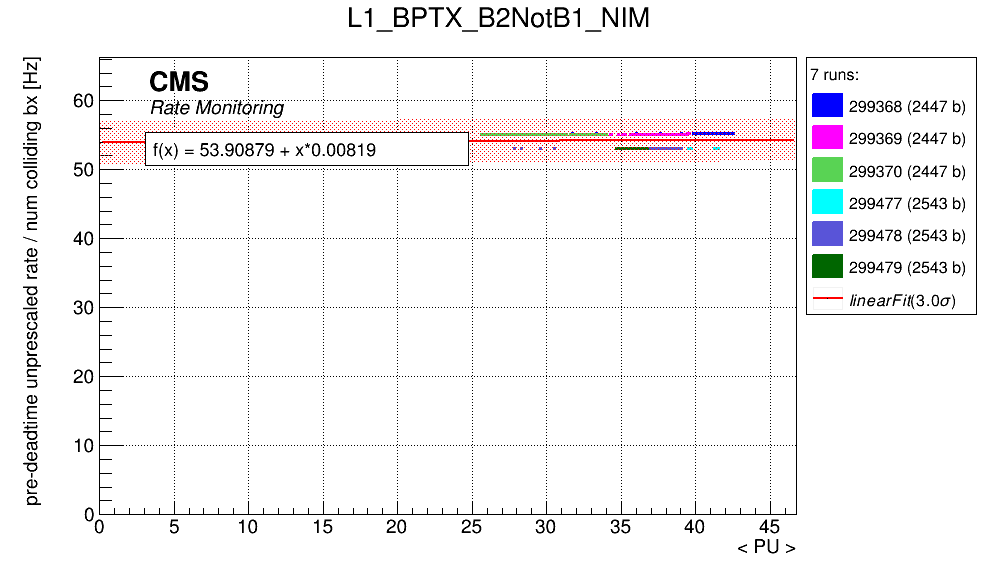 L1_BPTX_B2NotB1_NIM
pre-deadtime unprescaled rate / num colliding bx [Hz]
CMS
Rate Monitoring
f(x) = 53.90879 + x*0.00819
60
50
40
30
20
10
0
0 5 10 15 20 25 30 35 40 45
< PU >
7 runs:
299368 (2447 b)
299369 (2447 b)
299370 (2447 b)
299477 (2543 b)
299478 (2543 b)
299479 (2543 b)
linearFit(3.0σ)